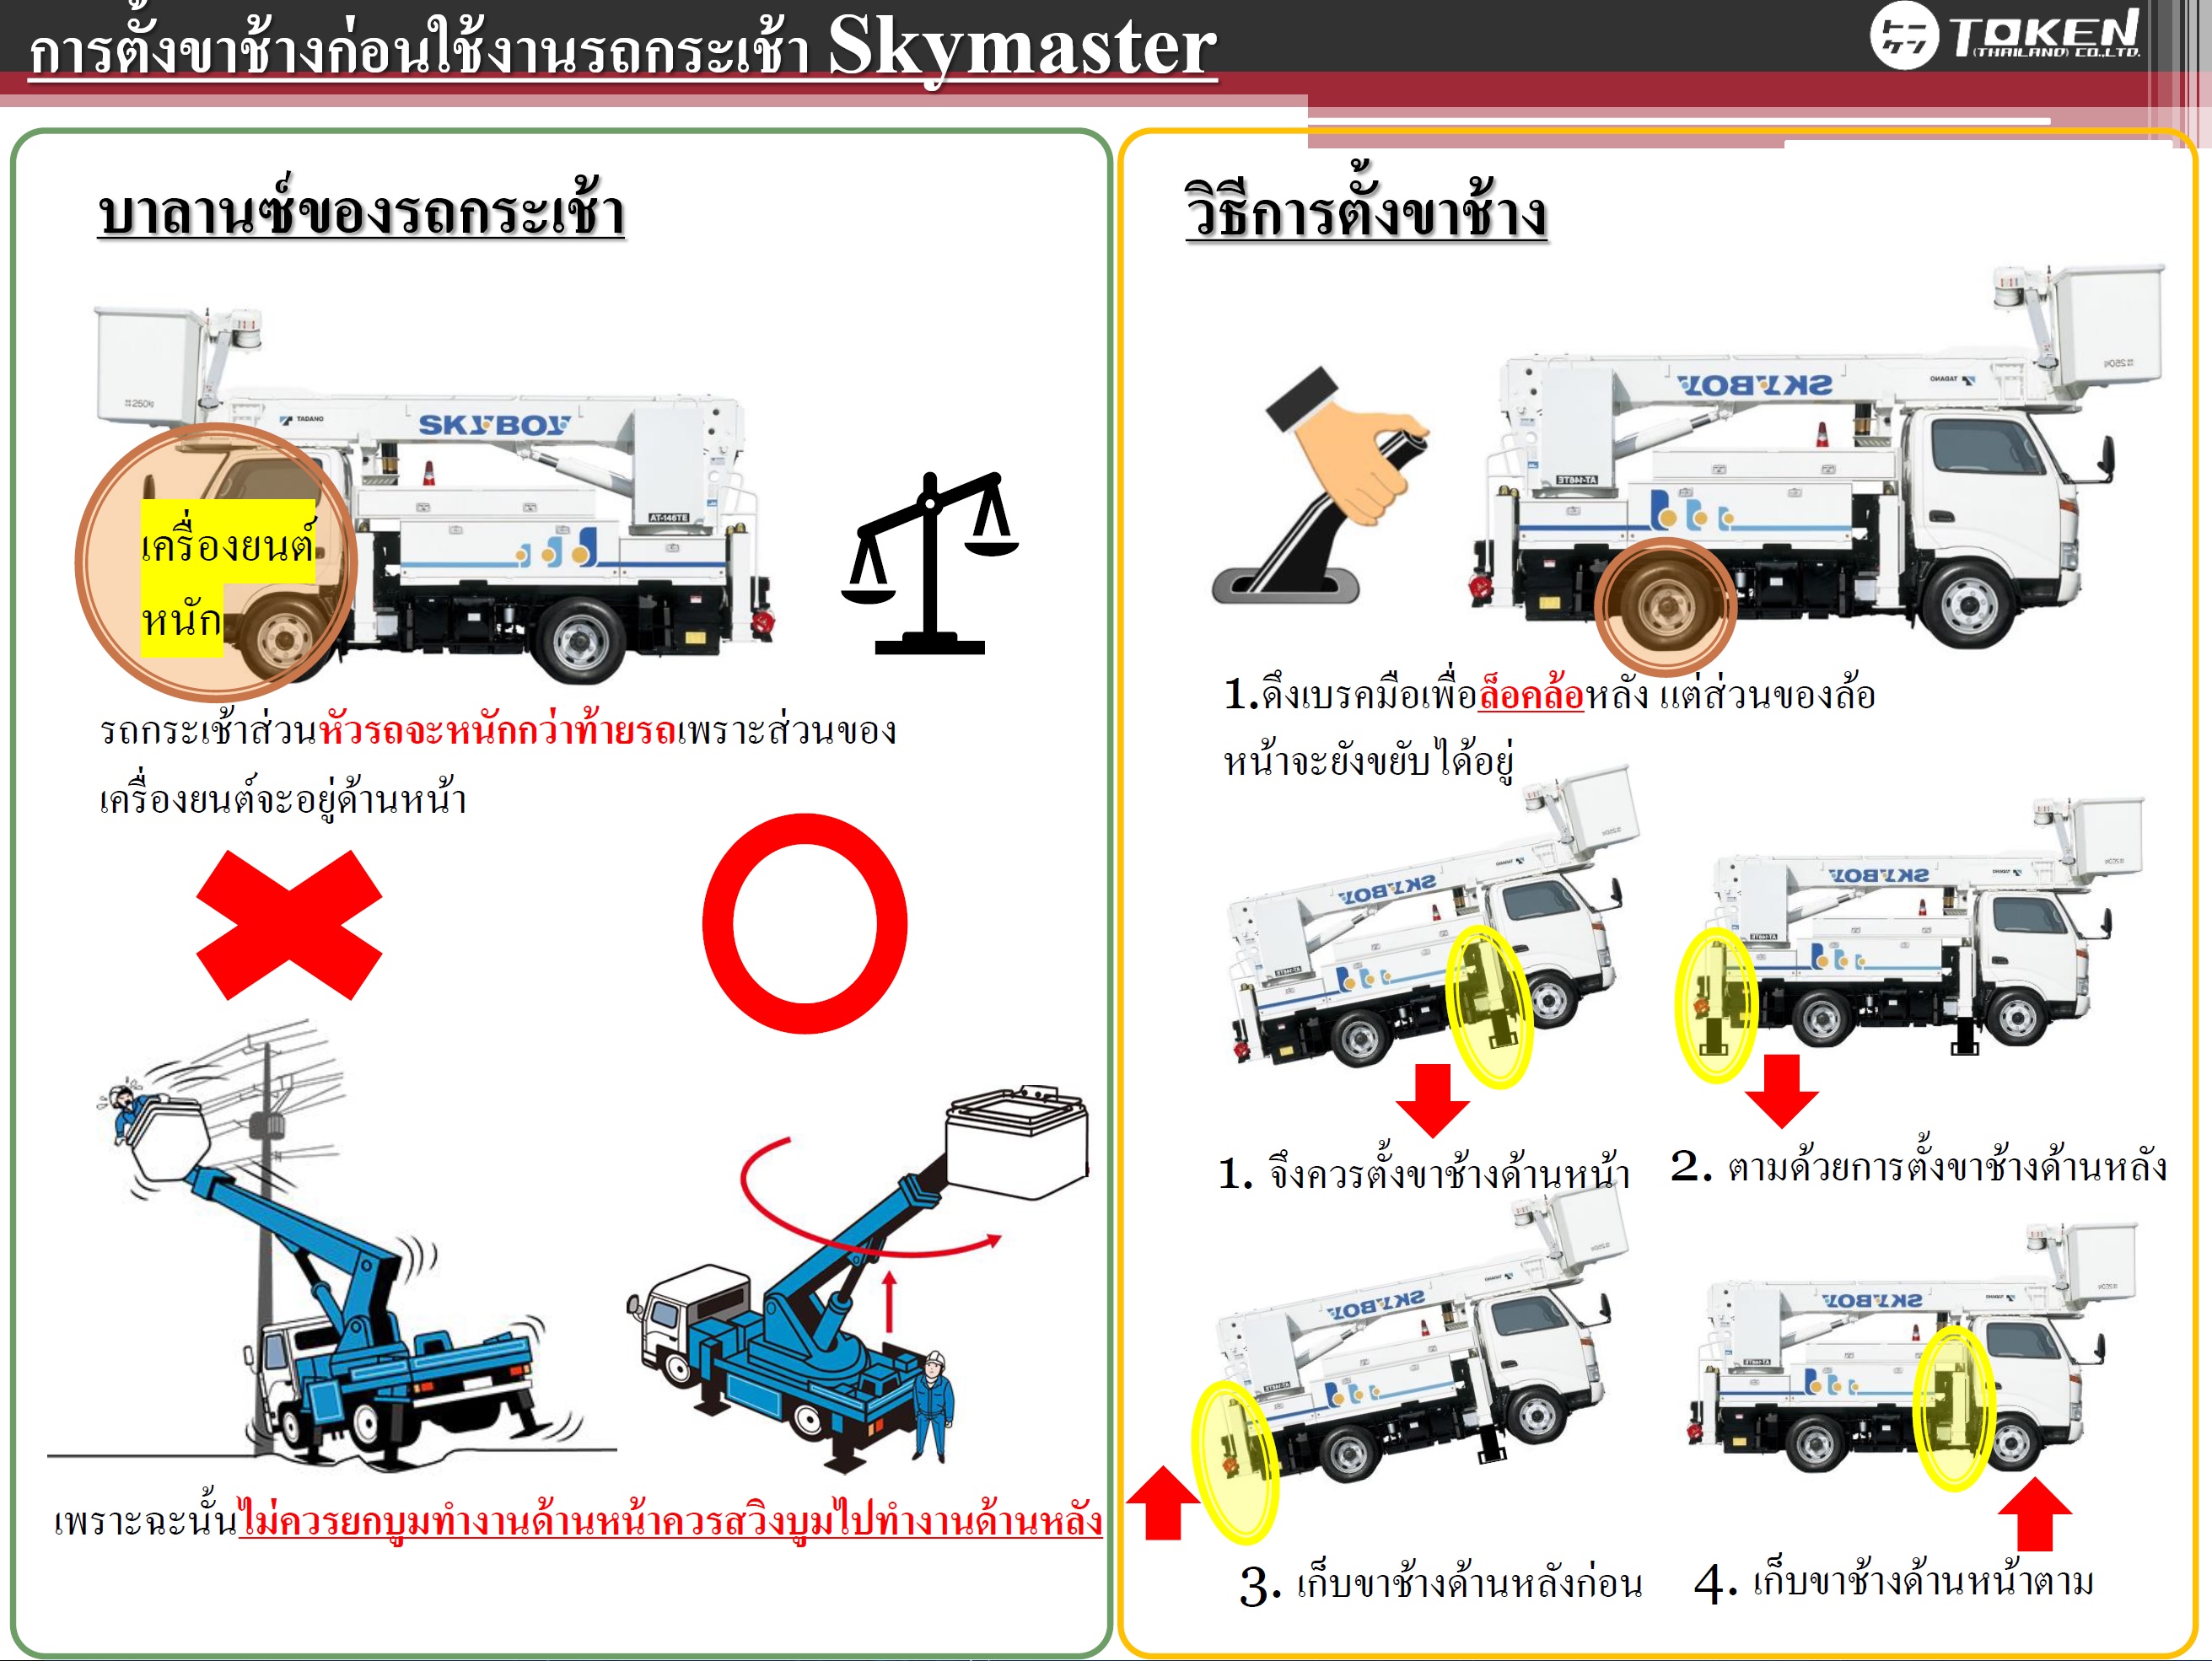 การตั้งขาช้างก่อนใช้งานรถกระเช้า Skymaster
TOKEN
(THAILAND) CO.,LTD.
บาลานซ์ของรถกระเช้า
250kg
TADANO
SKYBOY
AT-146TE
เครื่องยนต์
หนัก
รถกระเช้าส่วนหัวรถจะหนักกว่าท้ายรถเพราะส่วนของ
เครื่องยนต์จะอยู่ด้านหน้า
เพราะฉะนั้นไม่ควรยกบูมทำงานด้านหน้าควรสวิงบูมไปทำงานด้านหลัง
วิธีการตั้งขาช้าง
250kg
TADANO
SKYBOY
AT-146TE
1.ดึงเบรคมือเพื่อล็อคล้อหลัง แต่ส่วนของล้อ
หน้าจะยังขยับได้อยู่
SKYBOY
SKYBOY
1. จึงควรตั้งขาช้างด้านหน้า
2. ตามด้วยการตั้งขาช้างด้านหลัง
SKYBOY
SKYBOY
3. เก็บขาช้างด้านหลังก่อน
4. เก็บขาช้างด้านหน้าตาม